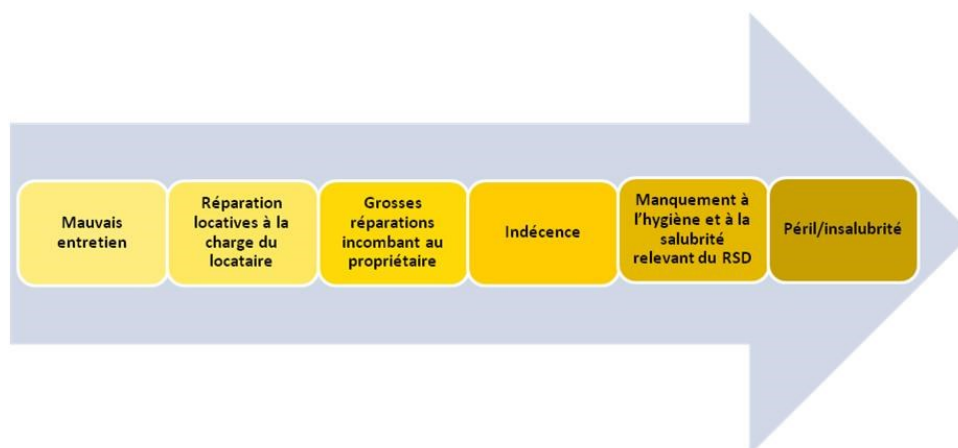 Mauvais
entretien
Réparation
locatives à la
charge du
locataire
Grosses
réparations
incombant au
propriétaire
Indécence
Manquement à
l'hygiène et à la
salubrité
relevant du RSD
Péril/insalubrité